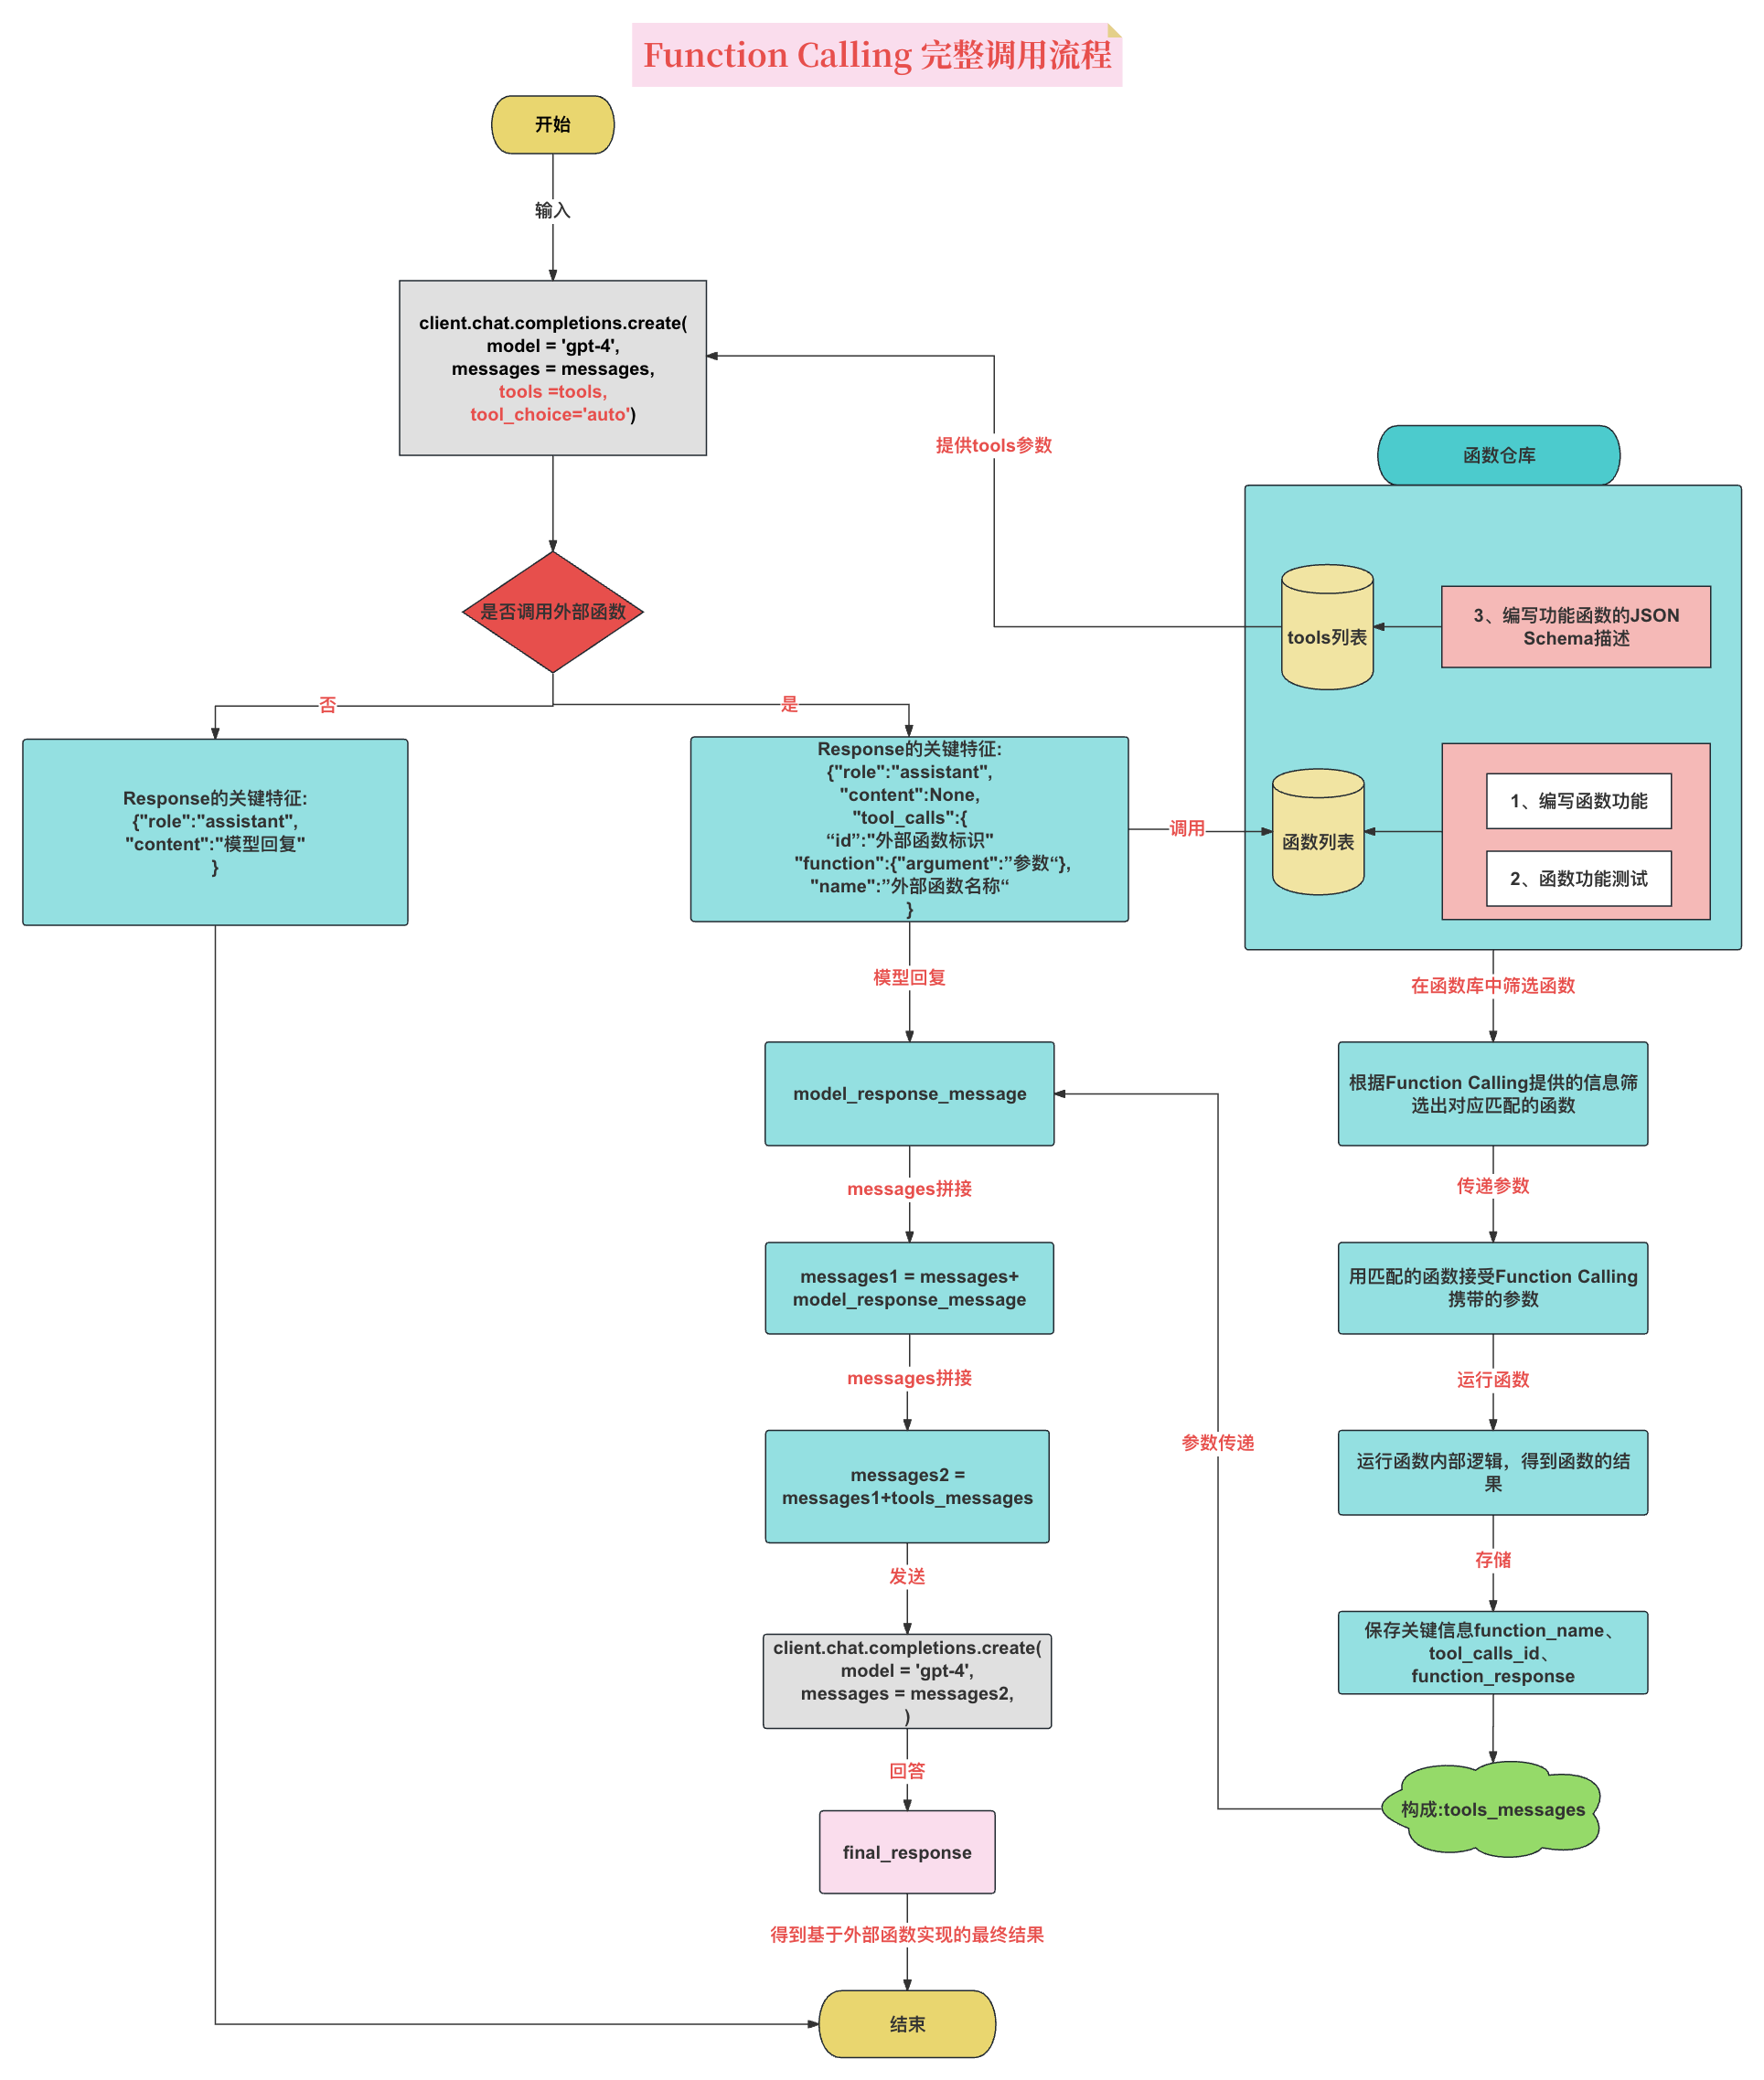 Function Calling 完整调用流程
开始
输入
client.chat.completions.create(
model = 'gpt-4',
messages = messages,
tools =tools,
tool_choice='auto')
提供tools参数
函数仓库
是否调用外部函数
tools列表
3、编写功能函数的JSON
Schema描述
否
是
Response的关键特征:
{"role":"assistant",
"content":"模型回复"
}
Response的关键特征:
{"role":"assistant",
"content":None,
"tool_calls":{
“id”:"外部函数标识"
"function":{"argument":”参数“},
"name":”外部函数名称“
}
调用
函数列表
1、编写函数功能
2、函数功能测试
模型回复
在函数库中筛选函数
model_response_message
根据Function Calling提供的信息筛
选出对应匹配的函数
messages拼接
传递参数
messages1 = messages+
model_response_message
用匹配的函数接受Function Calling
携带的参数
messages拼接
运行函数
参数传递
messages2 =
messages1+tools_messages
运行函数内部逻辑，得到函数的结
果
发送
存储
client.chat.completions.create(
model = 'gpt-4',
messages = messages2,
)
保存关键信息function_name、
tool_calls_id、
function_response
回答
构成:tools_messages
final_response
得到基于外部函数实现的最终结果
结束